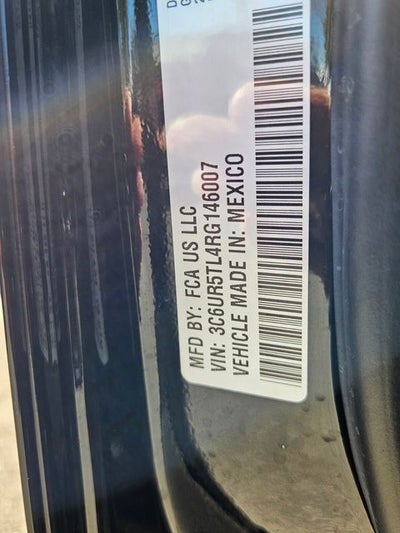 MFD BY: FCA US LLC
VIN: 3C6UR5TL4RG146007
VEHICLE MADE IN: MEXICO